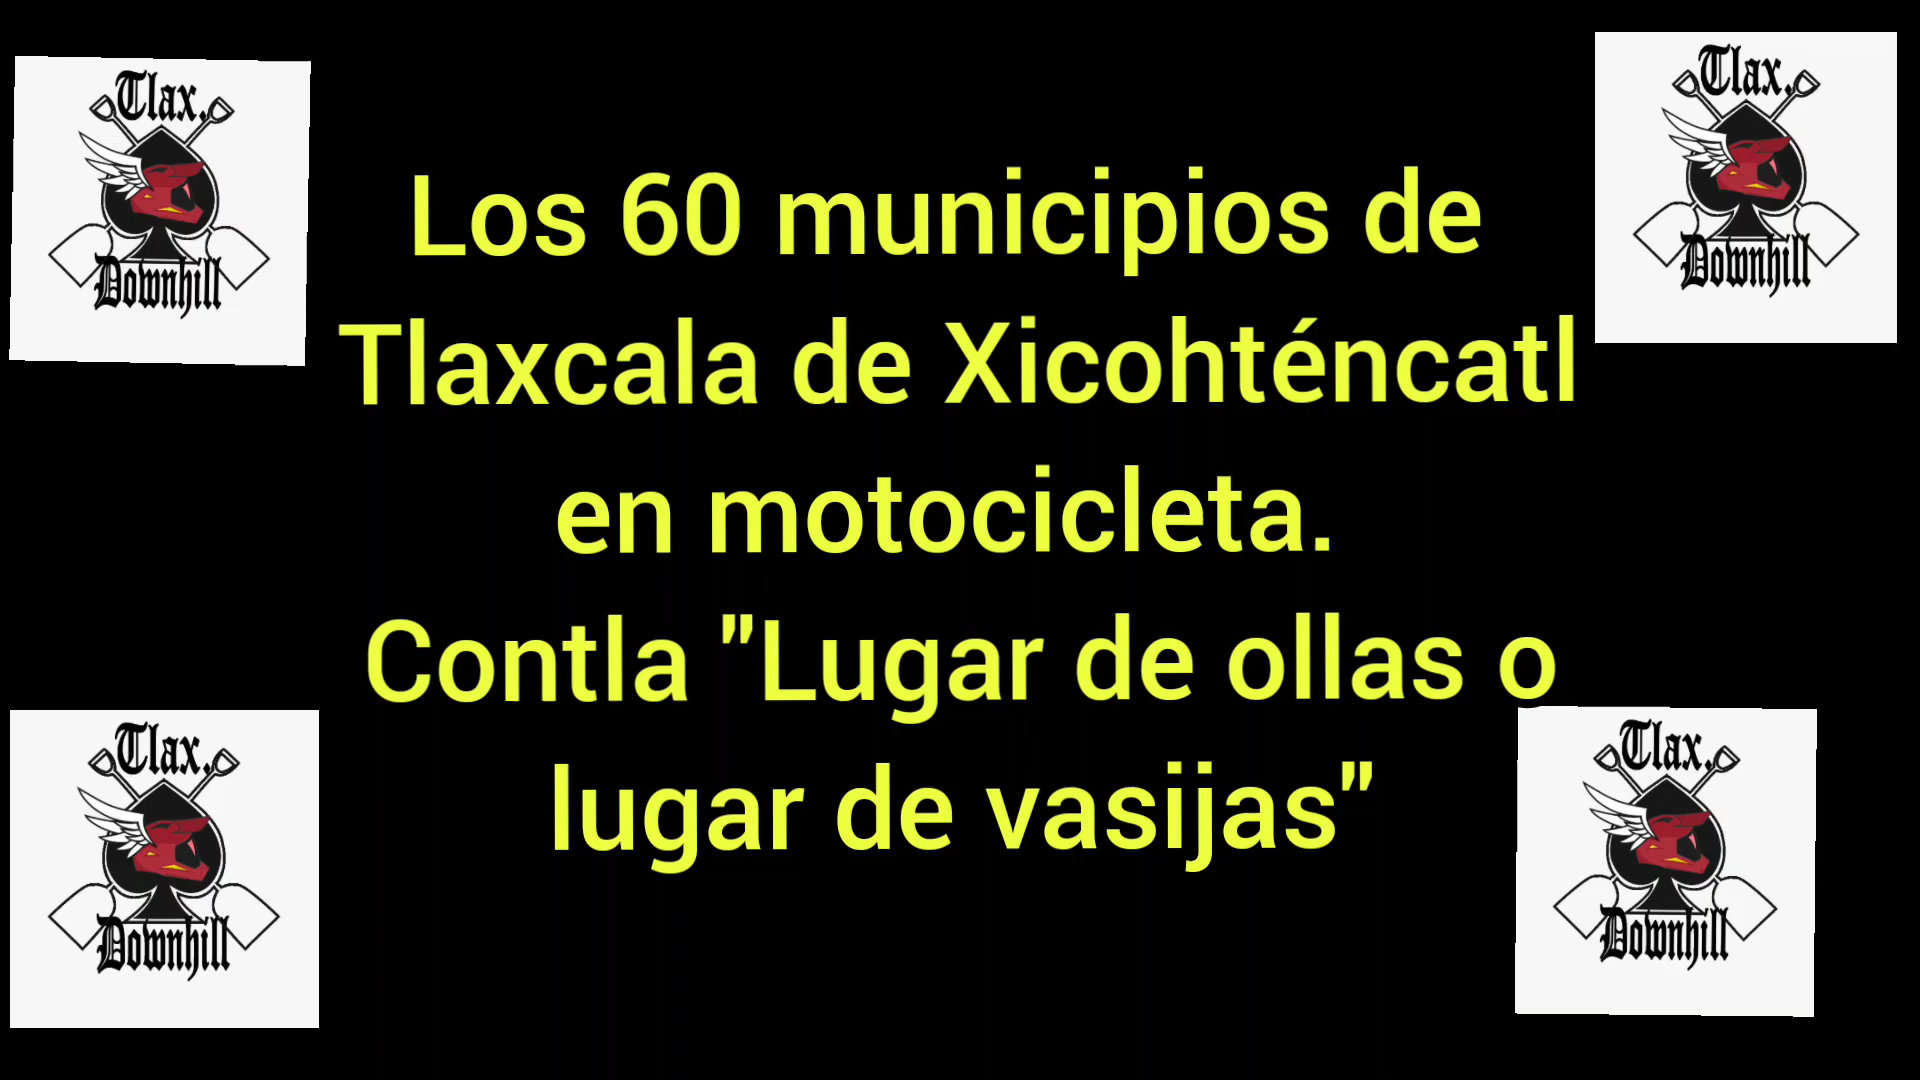 Tlax.
Downhill
Tlax.
Downhill
Los 60 municipios de
Tlaxcala de Xicohténcatl
en motocicleta.
Contla "Lugar de ollas o
lugar de vasijas"
Tlax.
Downhill
Tlax.
Downhill